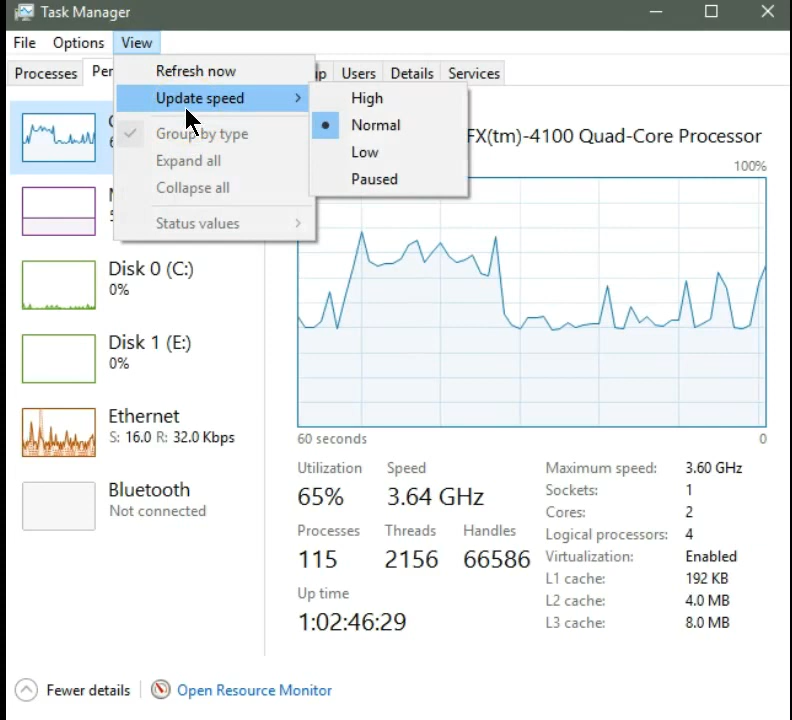 Task Manager
File Options View
Processes Per ip Users Details Services
Refresh now
Update speed
Group by type
Expand all
Collapse all
Status values
High
Normal
Low
Paused
FX(tm)-4100 Quad-Core Processor
100%
Disk 0 (C:)
0%
Disk 1 (E:)
0%
Ethernet
S: 16.0 R: 32.0 Kbps
Bluetooth
Not connected
60 seconds 0
Utilization Speed
65% 3.64 GHz
Processes Threads Handles
115 2156 66586
Up time
1:02:46:29
Maximum speed: 3.60 GHz
Sockets: 1
Cores: 2
Logical processors: 4
Virtualization: Enabled
L1 cache: 192 KB
L2 cache: 4.0 MB
L3 cache: 8.0 MB
Fewer details Open Resource Monitor